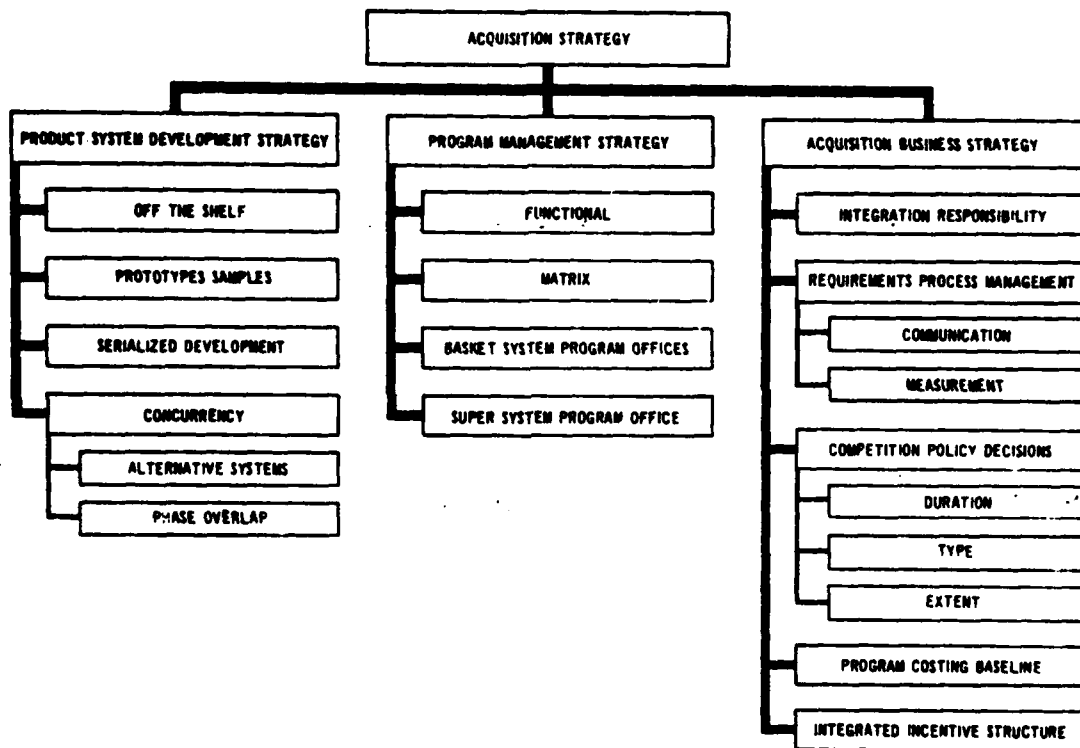 ACQUISITION STRATEGY
PRODUCT SYSTEM DEVELOPMENT STRATEGY
OFF THE SHELF
PROTOTYPES SAMPLES
SERIALIZED DEVELOPMENT
CONCURRENCY
ALTERNATIVE SYSTEMS
PHASE OVERLAP
PROGRAM MANAGEMENT STRATEGY
FUNCTIONAL
MATRIX
BASKET SYSTEM PROGRAM OFFICES
SUPER SYSTEM PROGRAM OFFICE
ACQUISITION BUSINESS STRATEGY
INTEGRATION RESPONSIBILITY
REQUIREMENTS PROCESS MANAGEMENT
COMMUNICATION
MEASUREMENT
COMPETITION POLICY DECISIONS
DURATION
TYPE
EXTENT
PROGRAM COSTING BASELINE
INTEGRATED INCENTIVE STRUCTURE